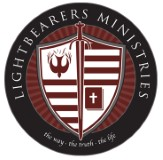 LIGHTBEARERS MINISTRIES
the way · the truth · the life